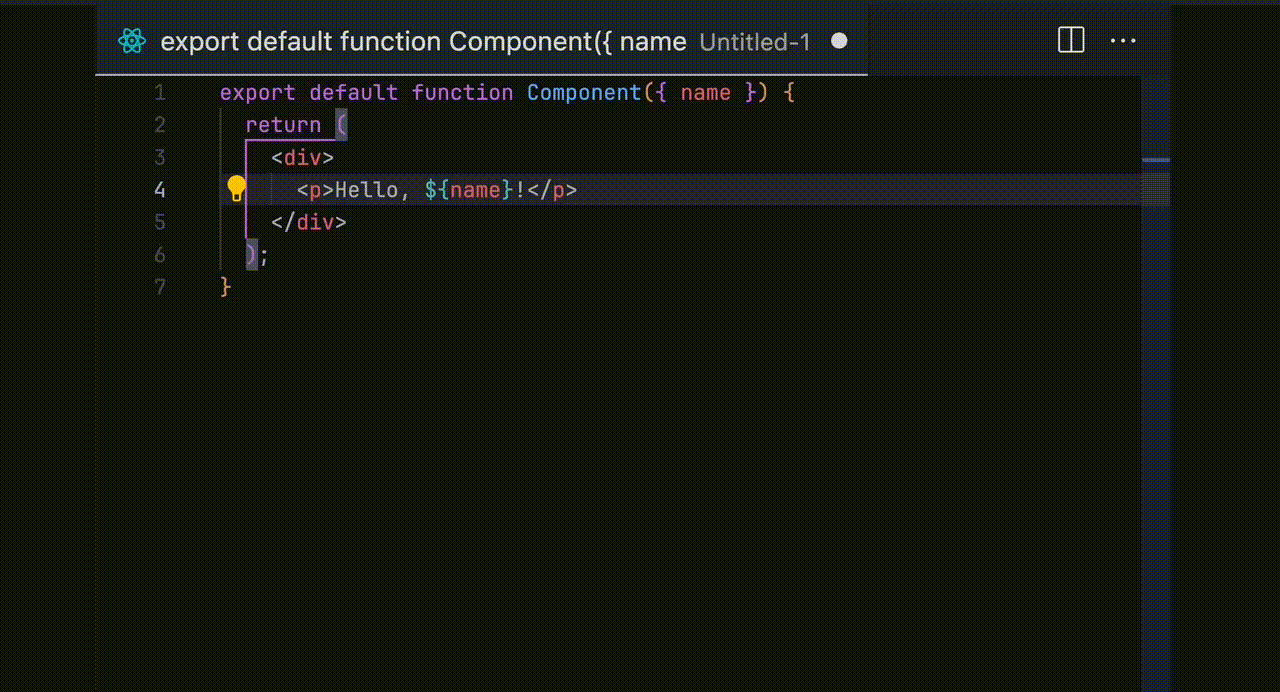 export default function Component({ name Untitled-1
1 export default function Component({ name }) {
2 return (
3 <div>
4 <p>Hello, ${name}!</p>
5 </div>
6 );
7 }